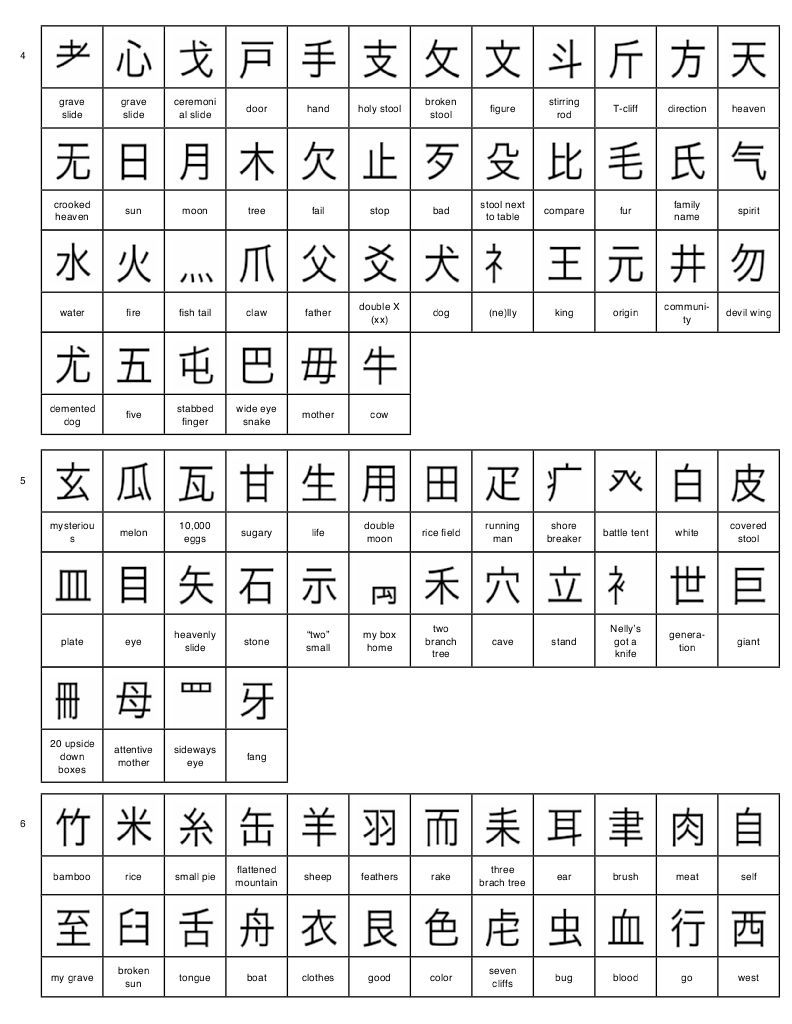 4
耂 心 戈 戸 手 支 攵 文 斗 斤 方 天
grave slide grave slide ceremoni al slide door hand holy stool broken stool figure stirring rod T-cliff direction heaven
无 日 月 木 欠 止 歹 殳 比 毛 氏 气
crooked heaven sun moon tree fail stop bad stool next to table compare fur family name spirit
水 火 灬 爪 父 爻 犬 礻 王 元 井 勿
water fire fish tail claw father double X (xx) dog (ne)lly king origin communi- ty devil wing
尤 五 屯 巴 毋 牛
demented dog five stabbed finger wide eye snake mother cow
5
玄 瓜 瓦 甘 生 用 田 疋 疒 癶 白 皮
mysteriou s melon 10,000 eggs sugary life double moon rice field running man shore breaker battle tent white covered stool
皿 目 矢 石 示 禸 禾 穴 立 衤 世 巨
plate eye heavenly slide stone "two" small my box home two branch tree cave stand Nelly's got a knife genera- tion giant
冊 母 罒 牙
20 upside down boxes attentive mother sideways eye fang
6
竹 米 糸 缶 羊 羽 而 耒 耳 聿 肉 自
bamboo rice small pie flattened mountain sheep feathers rake three brach tree ear brush meat self
至 臼 舌 舟 衣 艮 色 虍 虫 血 行 西
my grave broken sun tongue boat clothes good color seven cliffs bug blood go west